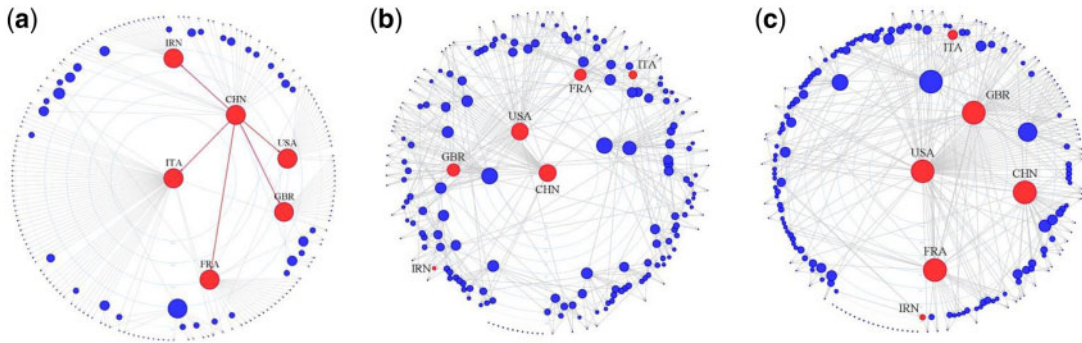 (a)
IRN
CHN
USA
ITA
GBR
FRA
(b)
ITA
FRA
USA
GBR
CHN
IRN
(c)
ITA
GBR
USA
CHN
FRA
IRN